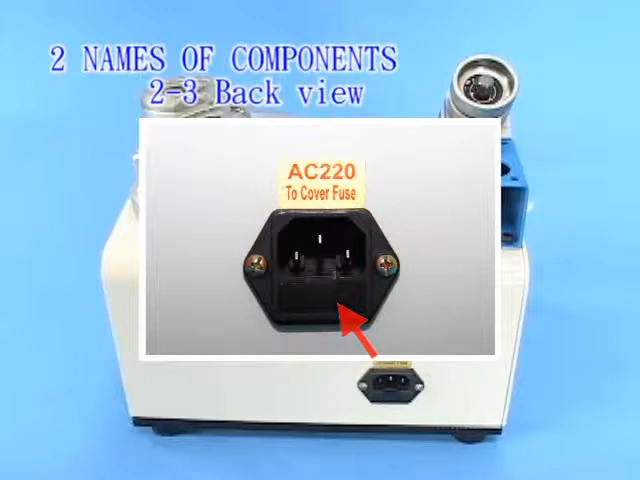 2 NAMES OF COMPONENTS
2-3 Back view
AC220
To Cover Fuse